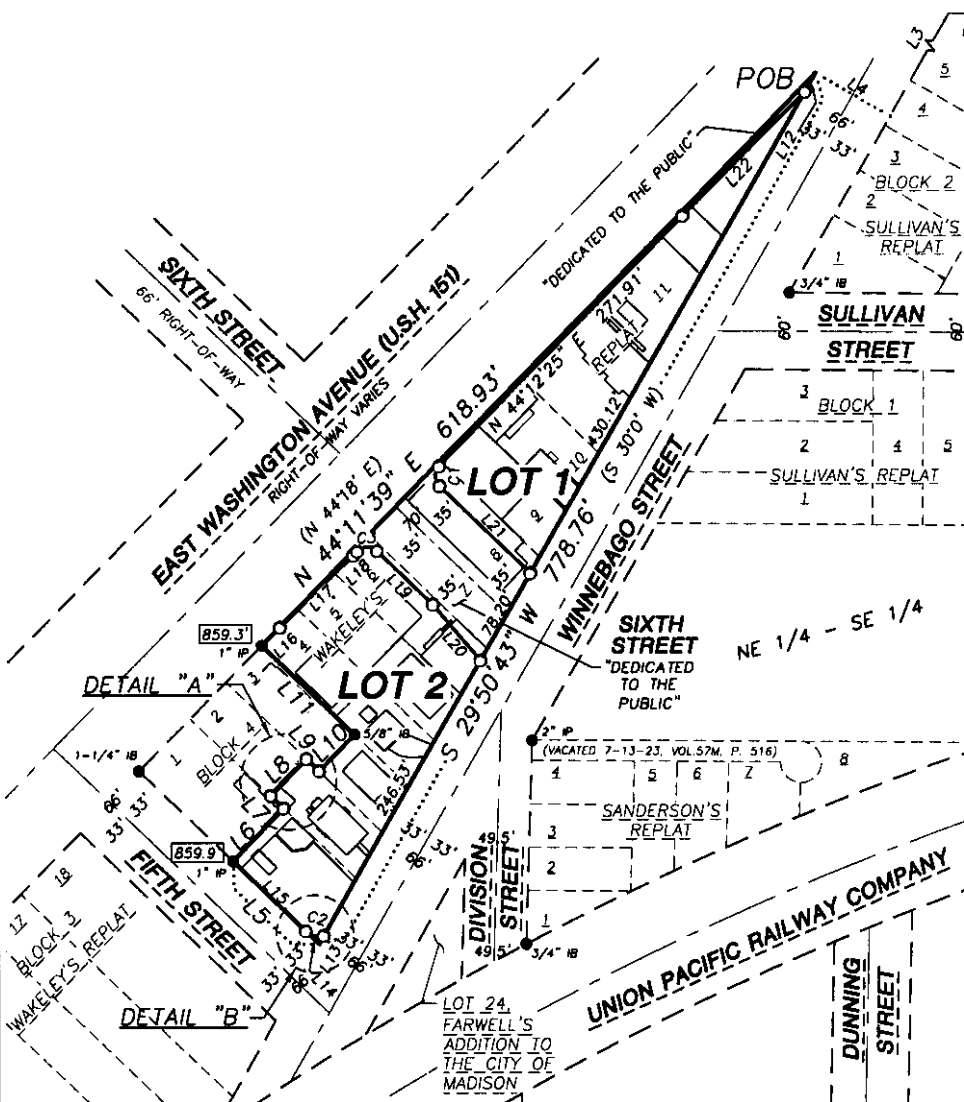 POB
L3
L4
66'
33' 33'
L12
L22
"DEDICATED TO THE PUBLIC"
5
4
3
BLOCK 2
2
SULLIVAN'S
REPLAT
1
3/4" IB
60'
SULLIVAN
STREET
60'
3
BLOCK 1
2
4
5
SULLIVAN'S REPLAT
1
SIXTH STREET
66' RIGHT-OF-WAY
EAST WASHINGTON AVENUE (U.S.H. 151)
RIGHT-OF-WAY VARIES
(N 44°18' E)
N 44°11'39" E
618.93'
N 44°12'25" E
271.91'
11
REPLAT
10
430.12'
(S 30°0' W)
778.76'
WINNEBAGO STREET
LOT 1
9
L21
8
35'
35'
70'
35'
35'
7
L19
L20
78.20'
L18
L17
L16
6
5
4
WAKELEY'S
859.3'
1" IP
LOT 2
SIXTH
STREET
"DEDICATED
TO THE
PUBLIC"
NE 1/4 - SE 1/4
DETAIL "A"
L11
3
2
1
BLOCK 4
L10
L9
L8
L7
L6
5/8" IB
S 29°50'43" W
246.53'
1-1/4" IB
66'
33' 33'
859.9'
1" IP
FIFTH STREET
L15
L5
C2
L13
L14
33'
33'
66'
33' 33'
66'
33' 33'
66'
18
17
BLOCK 3
WAKELEY'S REPLAT
DETAIL "B"
2" IP
(VACATED 7-13-23, VOL.57M, P. 516)
4
5
6
7
8
SANDERSON'S
REPLAT
3
2
1
49.5'
DIVISION
STREET
49.5'
3/4" IB
UNION PACIFIC RAILWAY COMPANY
DUNNING
STREET
LOT 24,
FARWELL'S
ADDITION TO
THE CITY OF
MADISON